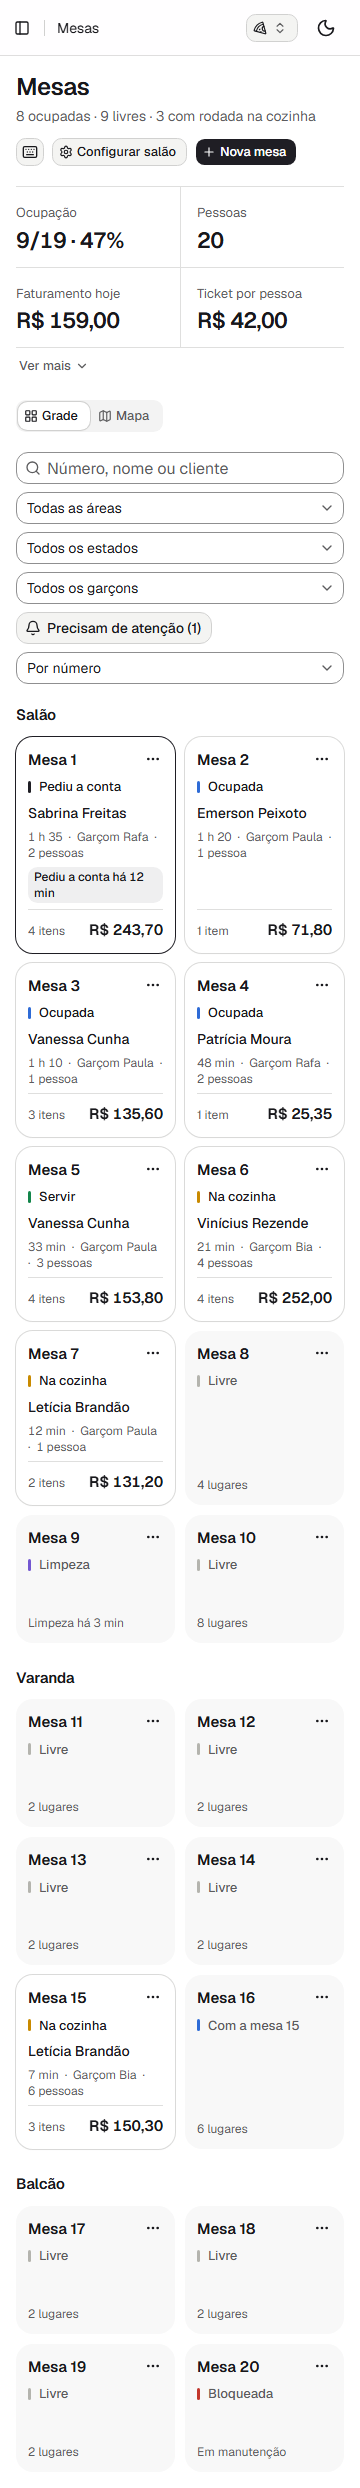 Mesas
Mesas
8 ocupadas · 9 livres · 3 com rodada na cozinha
Configurar salão
Nova mesa
Ocupação
9/19 · 47%
Pessoas
20
Faturamento hoje
R$ 159,00
Ticket por pessoa
R$ 42,00
Ver mais
Grade
Mapa
Número, nome ou cliente
Todas as áreas
Todos os estados
Todos os garçons
Precisam de atenção (1)
Por número
Salão
Mesa 1
Pediu a conta
Sabrina Freitas
1 h 35 · Garçom Rafa ·
2 pessoas
Pediu a conta há 12
min
4 itens
R$ 243,70
Mesa 2
Ocupada
Emerson Peixoto
1 h 20 · Garçom Paula ·
1 pessoa
1 item
R$ 71,80
Mesa 3
Ocupada
Vanessa Cunha
1 h 10 · Garçom Paula ·
1 pessoa
3 itens
R$ 135,60
Mesa 4
Ocupada
Patrícia Moura
48 min · Garçom Rafa ·
2 pessoas
1 item
R$ 25,35
Mesa 5
Servir
Vanessa Cunha
33 min · Garçom Paula
· 3 pessoas
4 itens
R$ 153,80
Mesa 6
Na cozinha
Vinícius Rezende
21 min · Garçom Bia ·
4 pessoas
4 itens
R$ 252,00
Mesa 7
Na cozinha
Letícia Brandão
12 min · Garçom Paula
· 1 pessoa
2 itens
R$ 131,20
Mesa 8
Livre
4 lugares
Mesa 9
Limpeza
Limpeza há 3 min
Mesa 10
Livre
8 lugares
Varanda
Mesa 11
Livre
2 lugares
Mesa 12
Livre
2 lugares
Mesa 13
Livre
2 lugares
Mesa 14
Livre
2 lugares
Mesa 15
Na cozinha
Letícia Brandão
7 min · Garçom Bia ·
6 pessoas
3 itens
R$ 150,30
Mesa 16
Com a mesa 15
6 lugares
Balcão
Mesa 17
Livre
2 lugares
Mesa 18
Livre
2 lugares
Mesa 19
Livre
2 lugares
Mesa 20
Bloqueada
Em manutenção